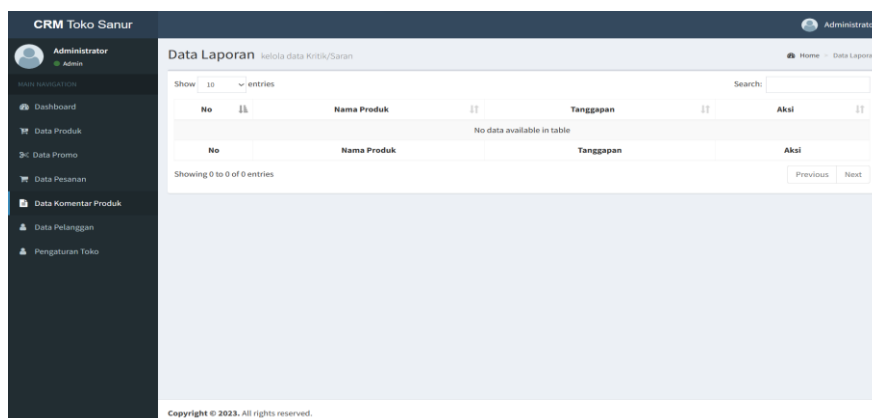 CRM Toko Sanur
Administrato
Administrator
Admin
MAIN NAVIGATION
Dashboard
Data Produk
Data Promo
Data Pesanan
Data Komentar Produk
Data Pelanggan
Pengaturan Toko
Data Laporan kelola data Kritik/Saran
Home Data Lapora
Show 10 entries
Search:
No Nama Produk Tanggapan Aksi
No data available in table
No Nama Produk Tanggapan Aksi
Showing 0 to 0 of 0 entries
Previous Next
Copyright © 2023. All rights reserved.